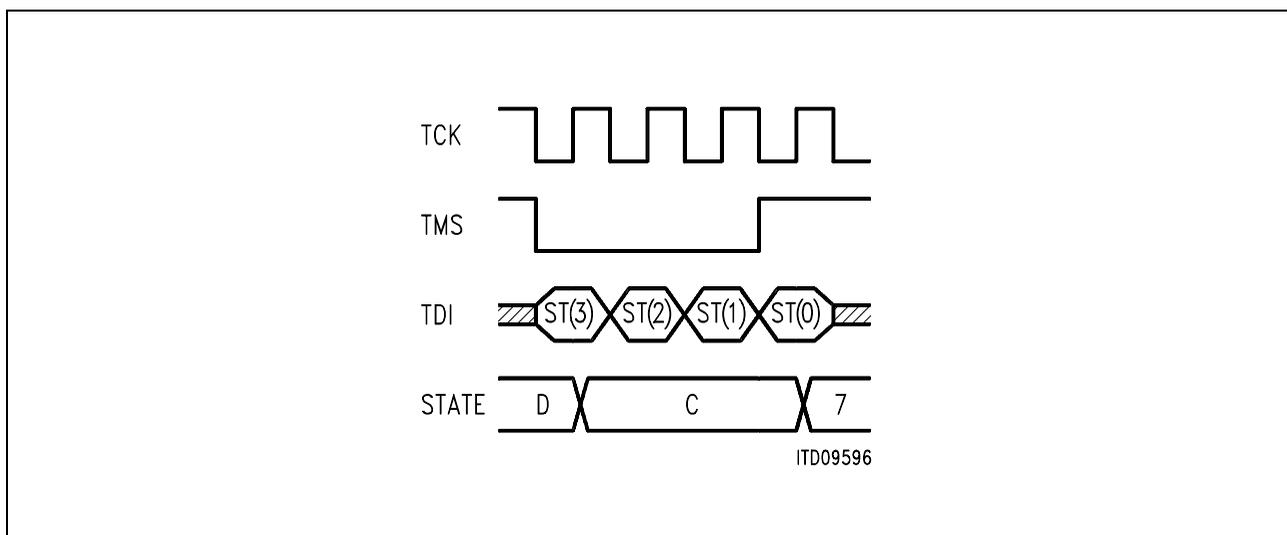 TCK
TMS
TDI ST(3) ST(2) ST(1) ST(0)
STATE D C 7
ITD09596